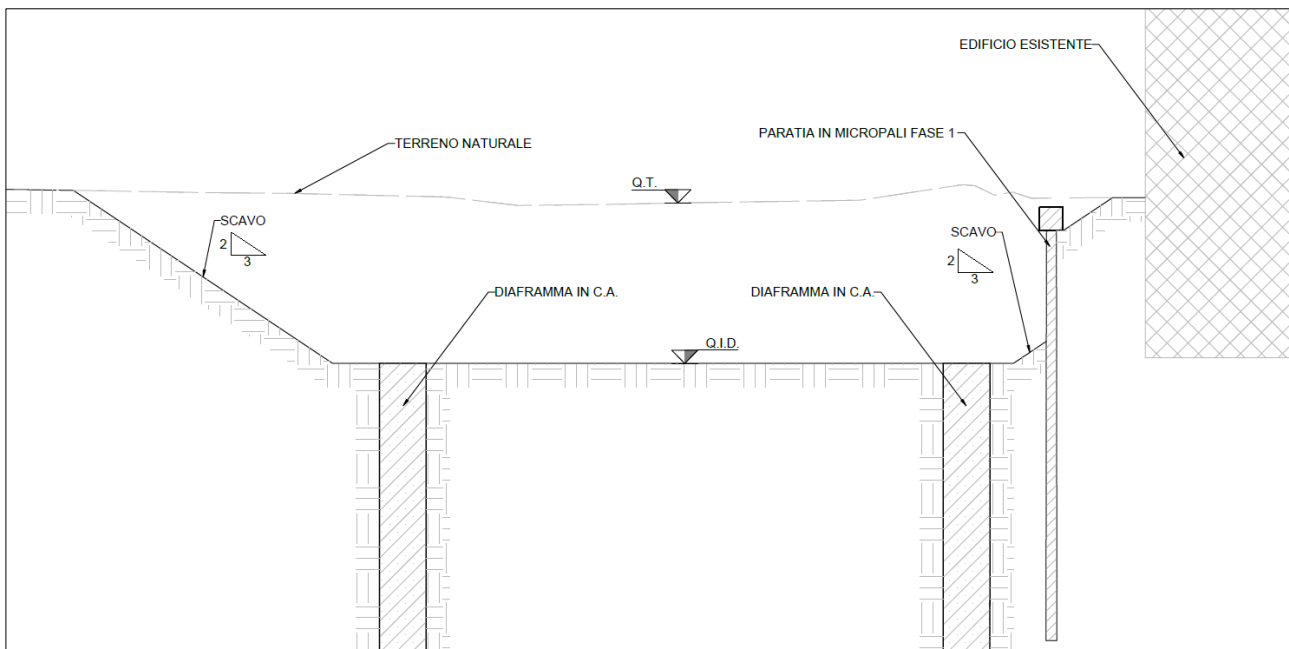 EDIFICIO ESISTENTE
PARATIA IN MICROPALI FASE 1
TERRENO NATURALE
Q.T.
SCAVO
2
3
SCAVO
2
3
DIAFRAMMA IN C.A.
DIAFRAMMA IN C.A.
Q.I.D.